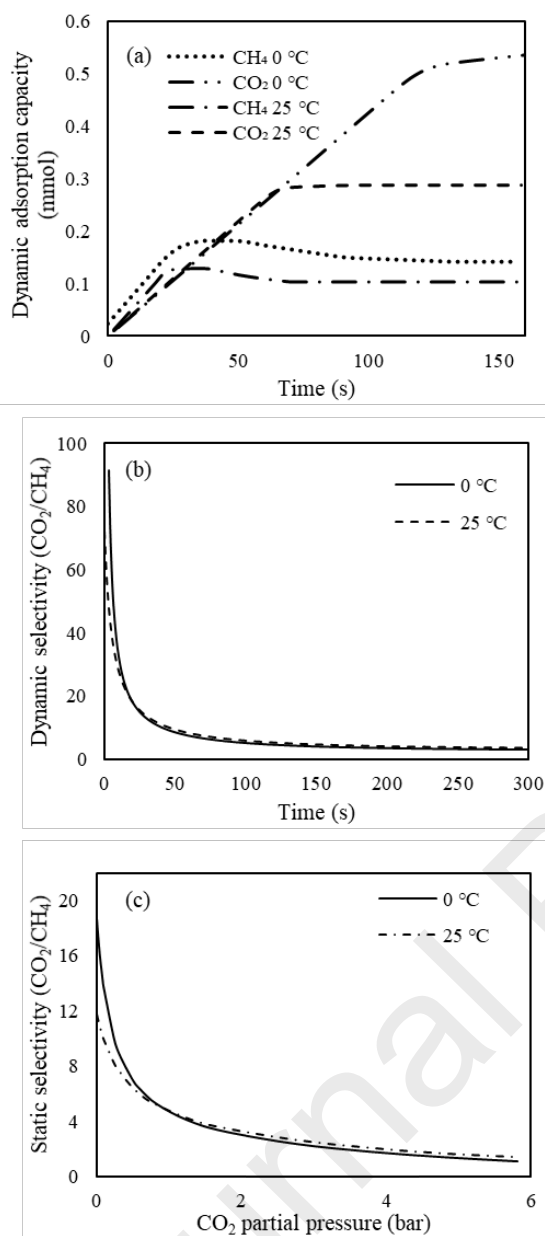 0.6
(a)
CH₄ 0 ℃
CO₂ 0 ℃
CH₄ 25 ℃
CO₂ 25 ℃
0.5
0.4
0.3
0.2
0.1
0
Dynamic adsorption capacity
(mmol)
0 50 100 150
Time (s)
100
(b)
0 ℃
25 ℃
80
60
40
20
0
Dynamic selectivity (CO₂/CH₄)
0 50 100 150 200 250 300
Time (s)
20
(c)
0 ℃
25 ℃
16
12
8
4
0
Static selectivity (CO₂/CH₄)
0 2 4 6
CO₂ partial pressure (bar)
urnal